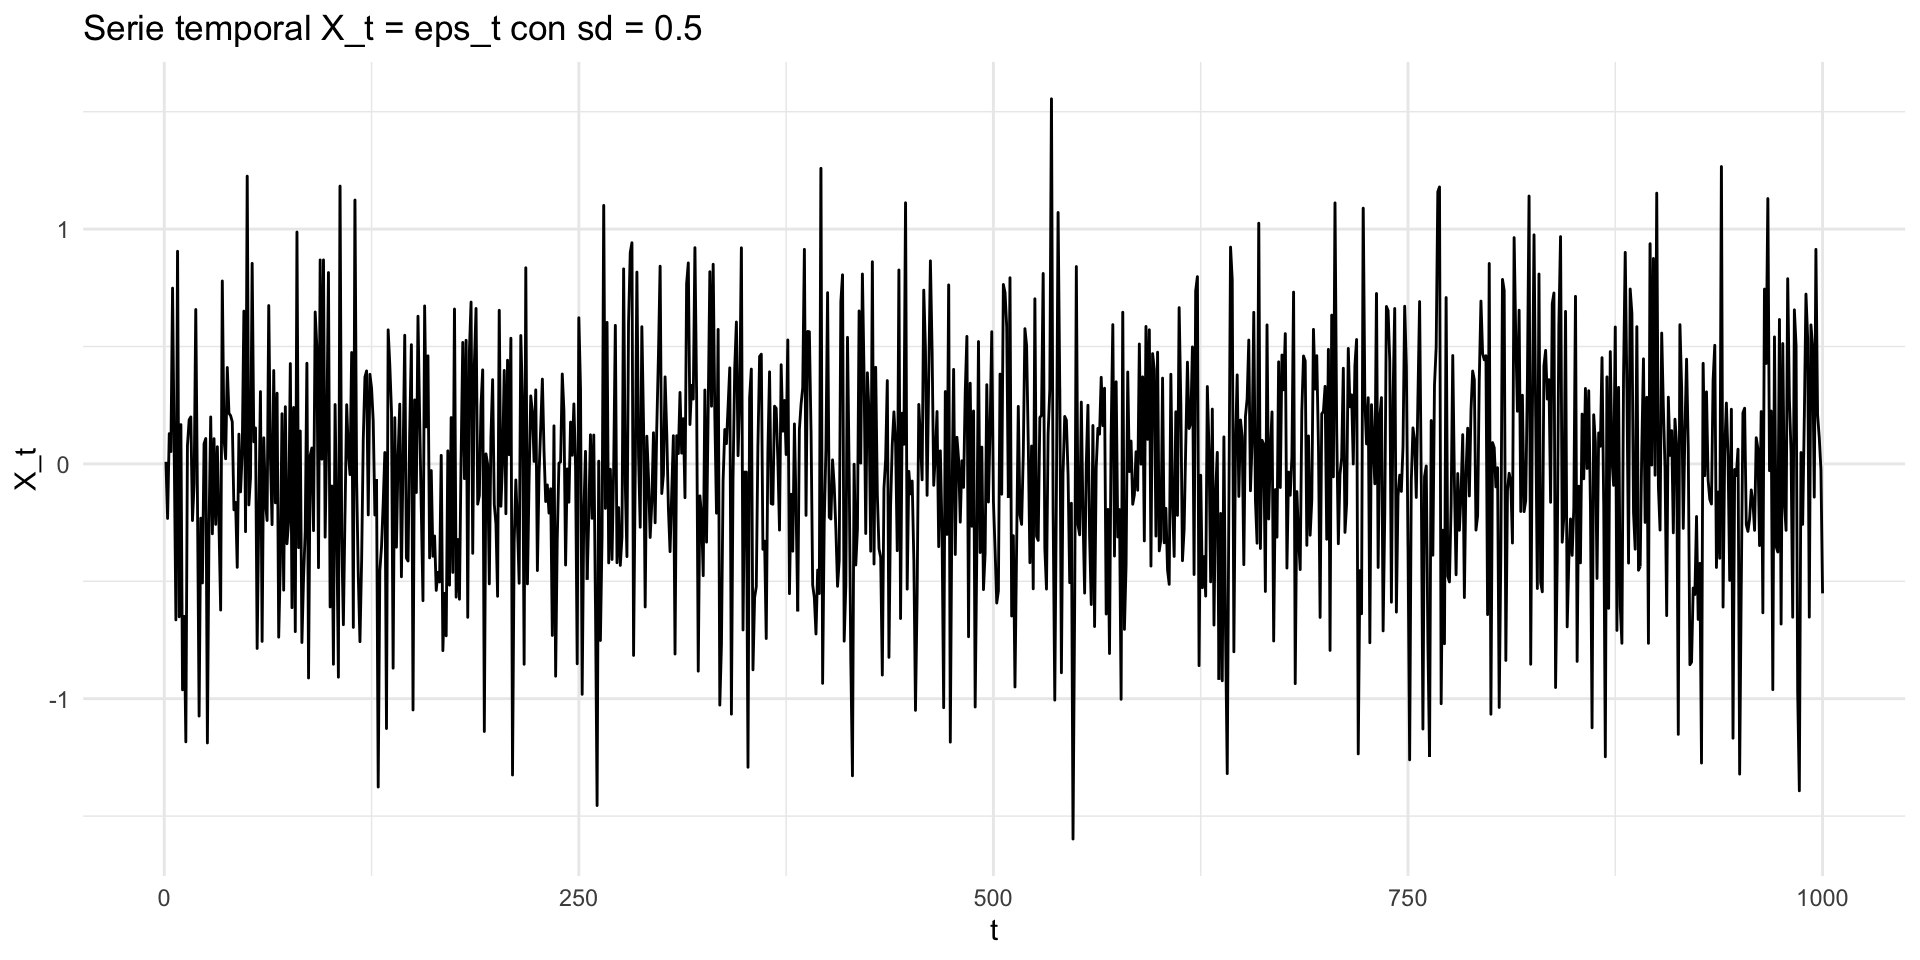 Serie temporal X_t = eps_t con sd = 0.5
X_t
1
0
-1
0 250 500 750 1000
t